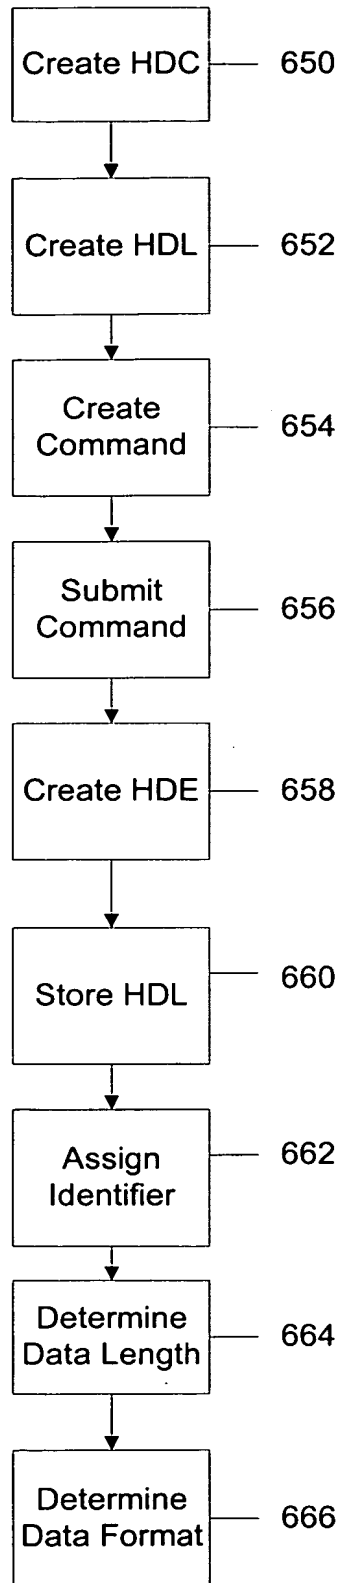 Create HDC
650
Create HDL
652
Create
Command
654
Submit
Command
656
Create HDE
658
Store HDL
660
Assign
Identifier
662
Determine
Data Length
664
Determine
Data Format
666